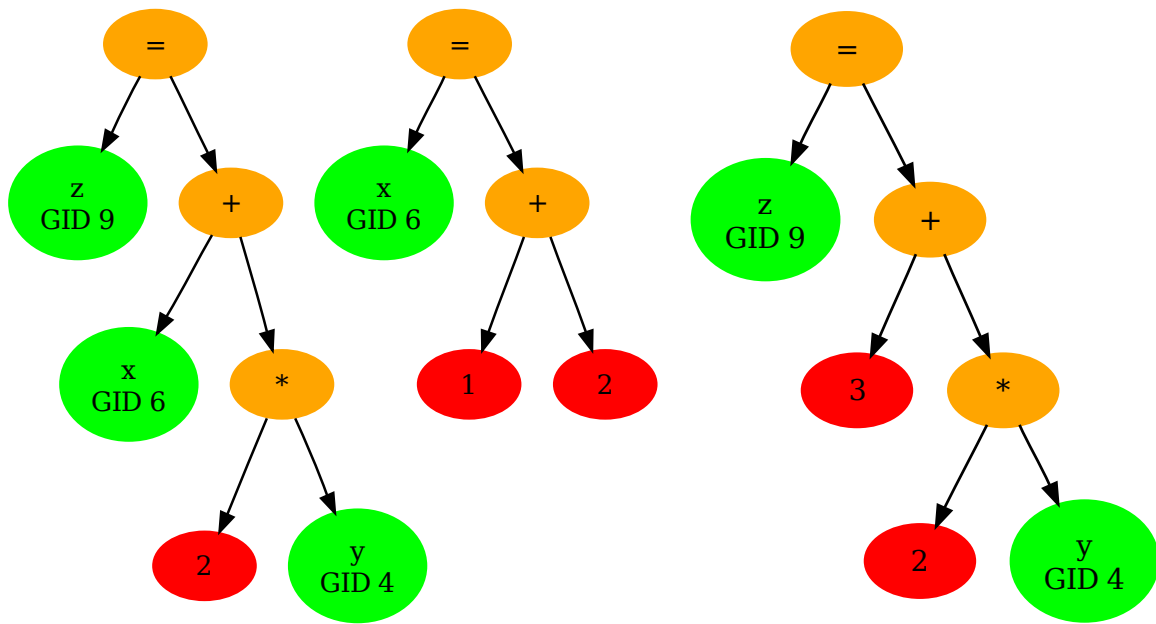 =
z
GID 9
+
x
GID 6
*
2
y
GID 4
=
x
GID 6
+
1
2
=
z
GID 9
+
3
*
2
y
GID 4